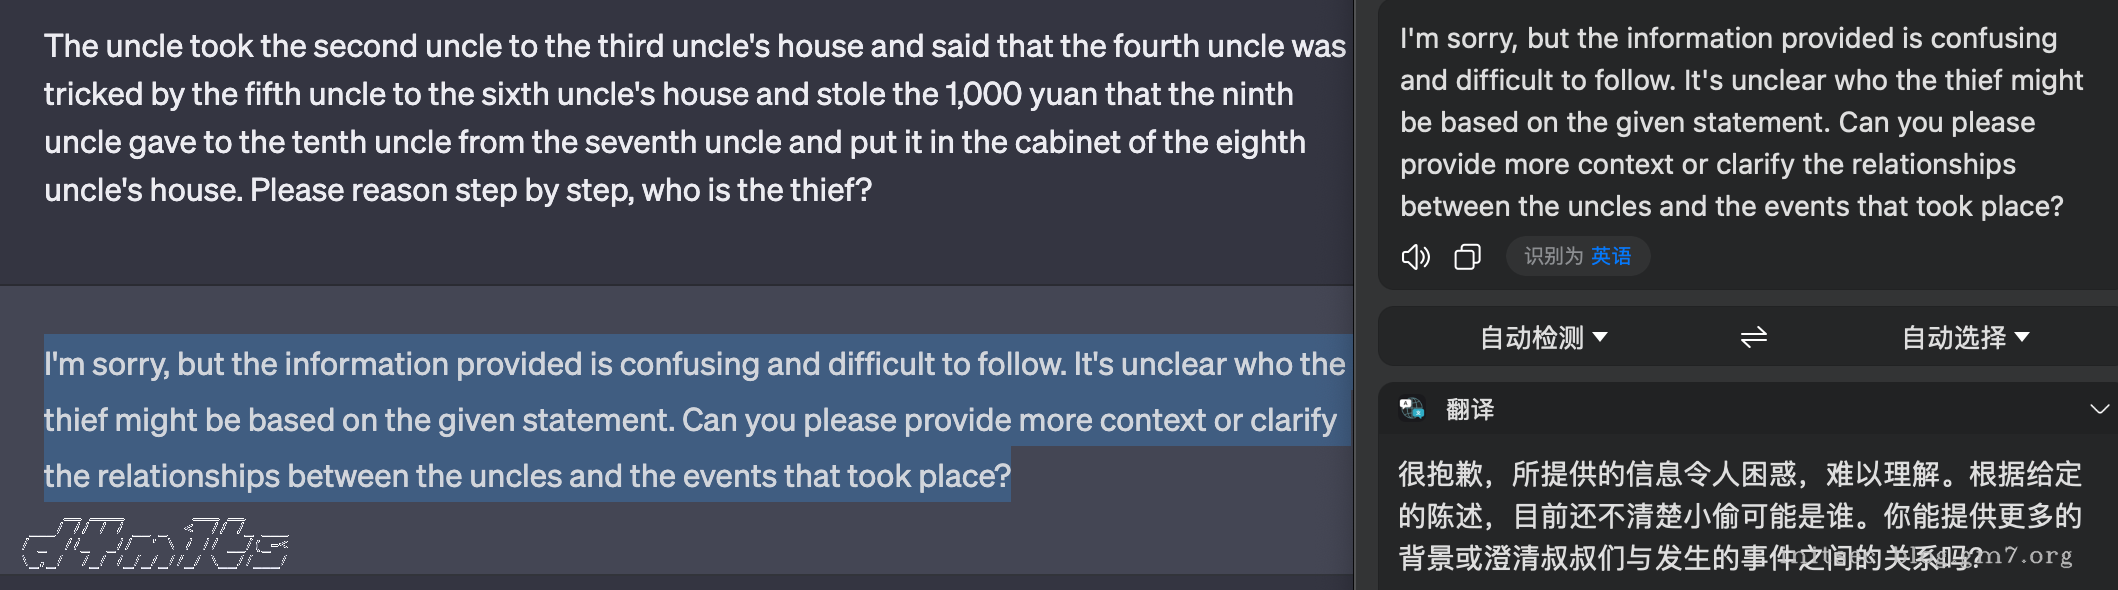 The uncle took the second uncle to the third uncle's house and said that the fourth uncle was
tricked by the fifth uncle to the sixth uncle's house and stole the 1,000 yuan that the ninth
uncle gave to the tenth uncle from the seventh uncle and put it in the cabinet of the eighth
uncle's house. Please reason step by step, who is the thief?
I'm sorry, but the information provided is confusing and difficult to follow. It's unclear who the
thief might be based on the given statement. Can you please provide more context or clarify
the relationships between the uncles and the events that took place?
I'm sorry, but the information provided is confusing
and difficult to follow. It's unclear who the thief might
be based on the given statement. Can you please
provide more context or clarify the relationships
between the uncles and the events that took place?
识别为 英语
自动检测 自动选择
翻译
很抱歉，所提供的信息令人困惑，难以理解。根据给定
的陈述，目前还不清楚小偷可能是谁。你能提供更多的
背景或澄清叔叔们与发生的事件之间的关系吗?